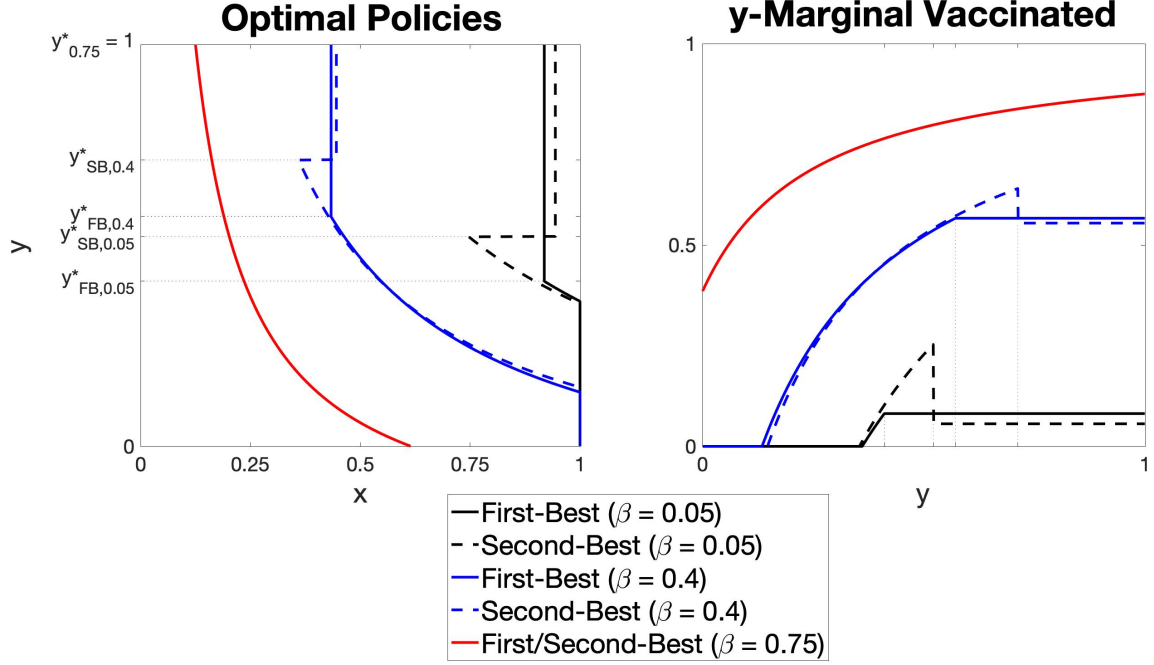 Optimal Policies
y*0.75 = 1
y*SB,0.4
y*FB,0.4
y*SB,0.05
y*FB,0.05
0
y
0 0.25 0.5 0.75 1
x
y-Marginal Vaccinated
1
0.5
0
0 1
y
First-Best (β = 0.05)
Second-Best (β = 0.05)
First-Best (β = 0.4)
Second-Best (β = 0.4)
First/Second-Best (β = 0.75)